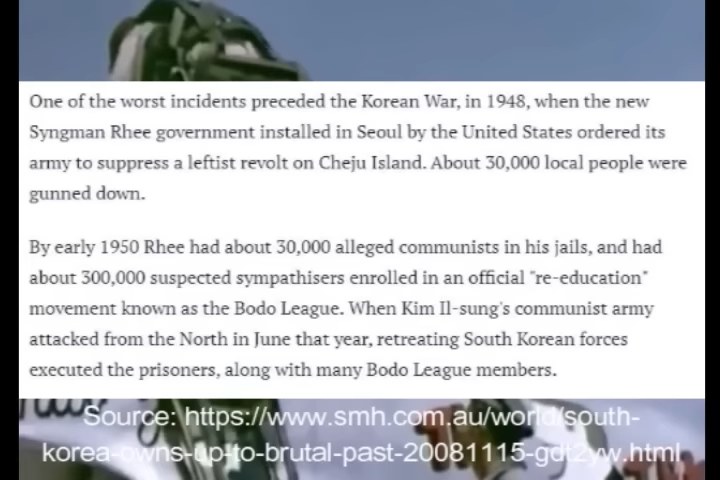 One of the worst incidents preceded the Korean War, in 1948, when the new
Syngman Rhee government installed in Seoul by the United States ordered its
army to suppress a leftist revolt on Cheju Island. About 30,000 local people were
gunned down.
By early 1950 Rhee had about 30,000 alleged communists in his jails, and had
about 300,000 suspected sympathisers enrolled in an official "re-education"
movement known as the Bodo League. When Kim Il-sung's communist army
attacked from the North in June that year, retreating South Korean forces
executed the prisoners, along with many Bodo League members.
Source: https://www.smh.com.au/world/south-
korea-owns-up-to-brutal-past-20081115-gdt2yw.html